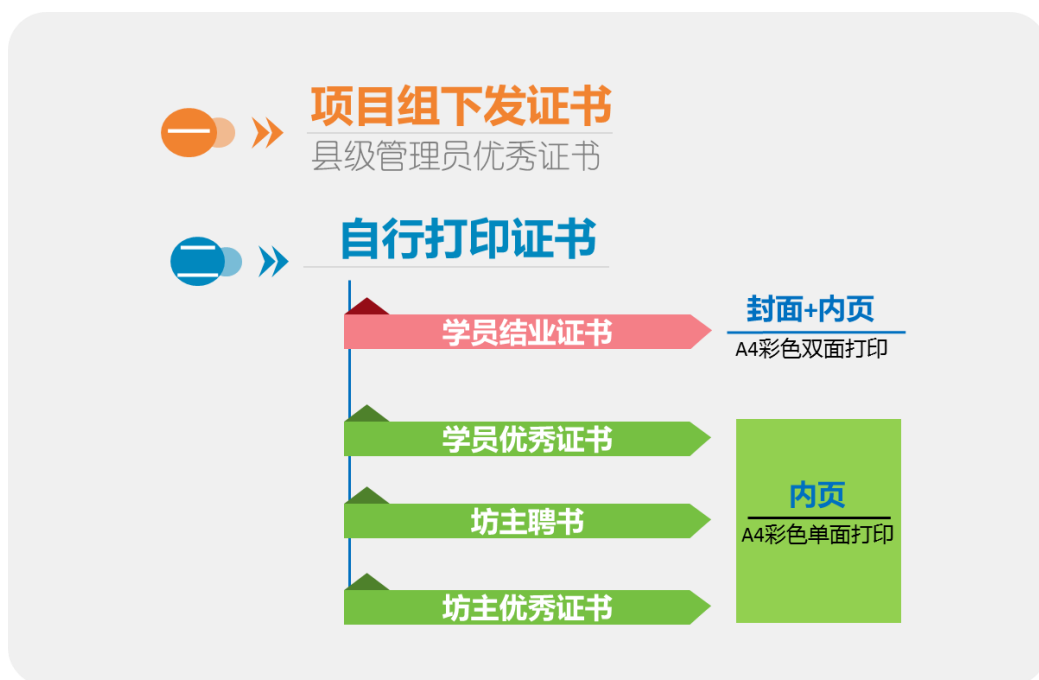 一
项目组下发证书
县级管理员优秀证书
二
自行打印证书
学员结业证书
封面+内页
A4彩色双面打印
学员优秀证书
坊主聘书
坊主优秀证书
内页
A4彩色单面打印